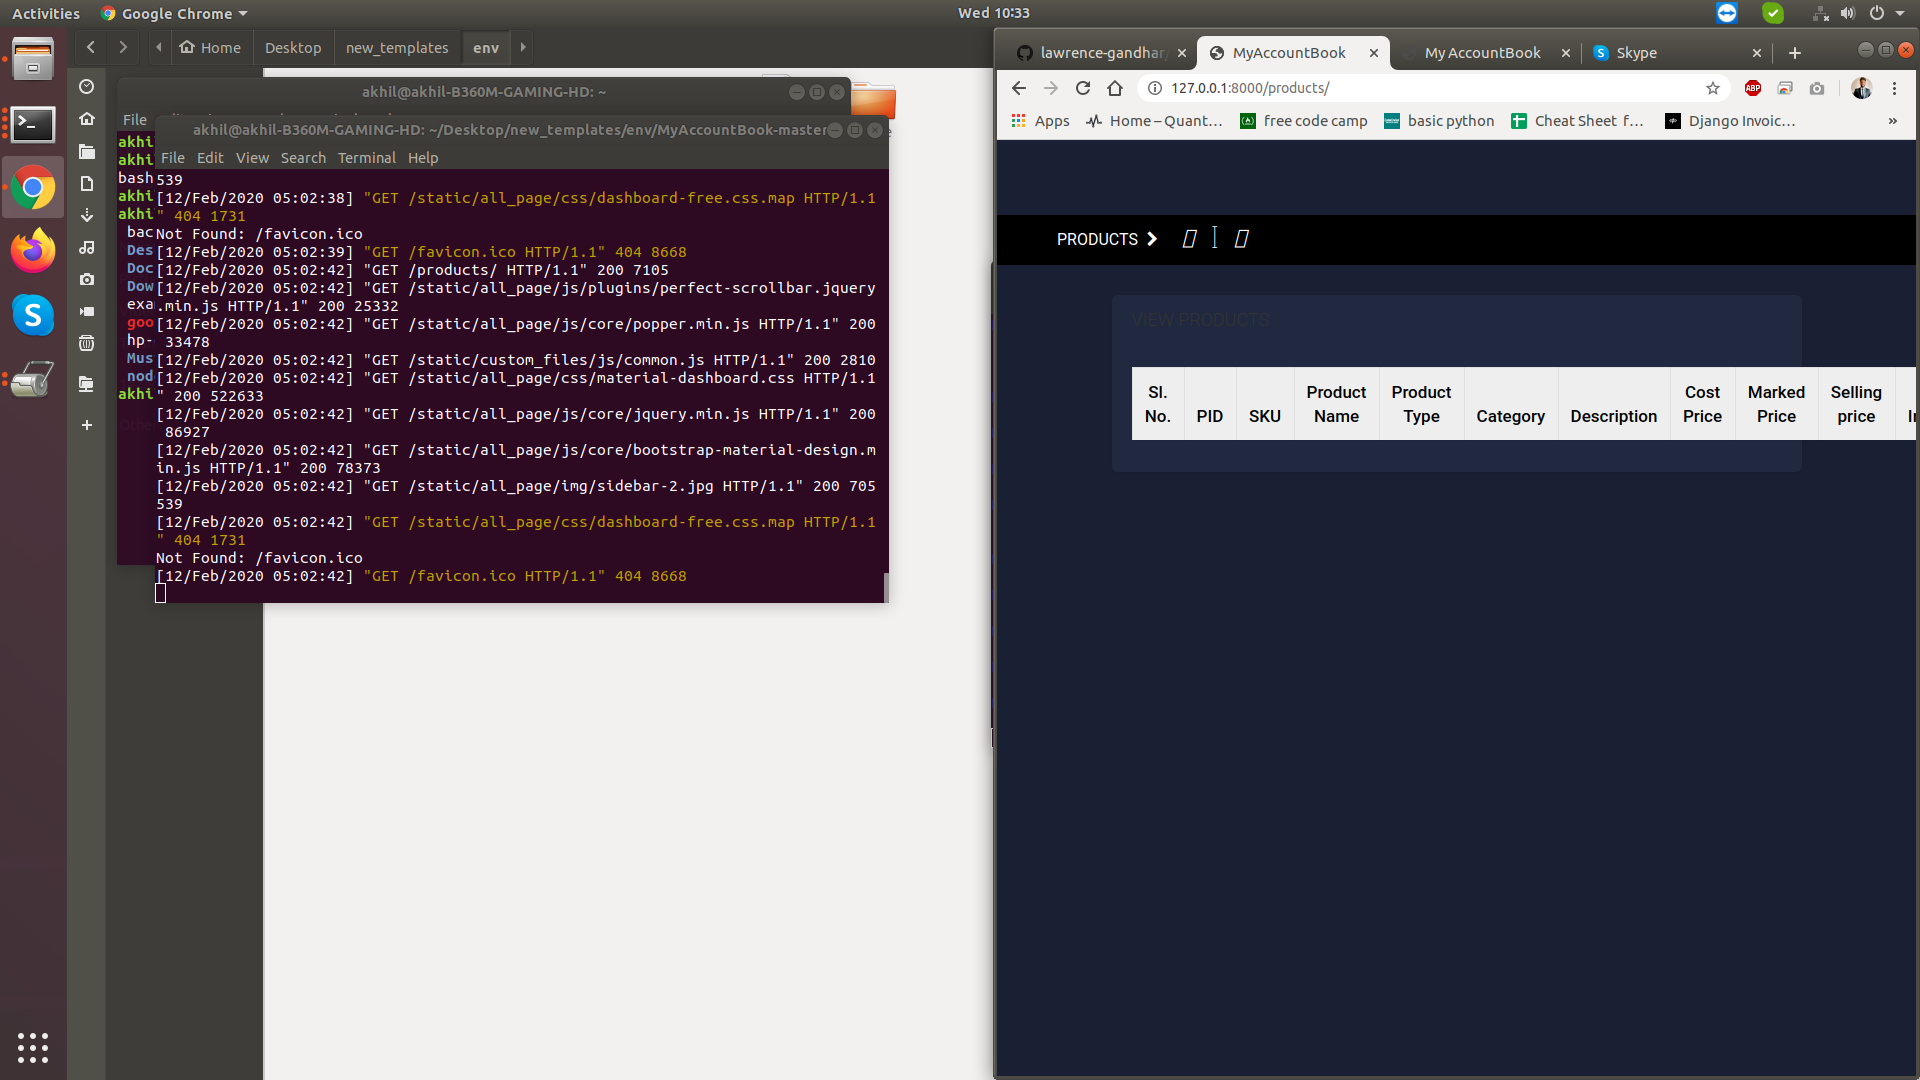 Activities
Google Chrome
Wed 10:33
Home
Desktop
new_templates
env
akhil@akhil-B360M-GAMING-HD: ~
File
akhil@akhil-B360M-GAMING-HD: ~/Desktop/new_templates/env/MyAccountBook-master
File Edit View Search Terminal Help
akhi
akhi
bash
akhi
akhi
bac
Des
Doc
Dow
exa
goo
hp-
Mus
nod
akhi
539
[12/Feb/2020 05:02:38] "GET /static/all_page/css/dashboard-free.css.map HTTP/1.1
" 404 1731
Not Found: /favicon.ico
[12/Feb/2020 05:02:39] "GET /favicon.ico HTTP/1.1" 404 8668
[12/Feb/2020 05:02:42] "GET /products/ HTTP/1.1" 200 7105
[12/Feb/2020 05:02:42] "GET /static/all_page/js/plugins/perfect-scrollbar.jquery
.min.js HTTP/1.1" 200 25332
[12/Feb/2020 05:02:42] "GET /static/all_page/js/core/popper.min.js HTTP/1.1" 200
33478
[12/Feb/2020 05:02:42] "GET /static/custom_files/js/common.js HTTP/1.1" 200 2810
[12/Feb/2020 05:02:42] "GET /static/all_page/css/material-dashboard.css HTTP/1.1
" 200 522633
[12/Feb/2020 05:02:42] "GET /static/all_page/js/core/jquery.min.js HTTP/1.1" 200
86927
[12/Feb/2020 05:02:42] "GET /static/all_page/js/core/bootstrap-material-design.m
in.js HTTP/1.1" 200 78373
[12/Feb/2020 05:02:42] "GET /static/all_page/img/sidebar-2.jpg HTTP/1.1" 200 705
539
[12/Feb/2020 05:02:42] "GET /static/all_page/css/dashboard-free.css.map HTTP/1.1
" 404 1731
Not Found: /favicon.ico
[12/Feb/2020 05:02:42] "GET /favicon.ico HTTP/1.1" 404 8668
lawrence-gandhar
MyAccountBook
My AccountBook
Skype
127.0.0.1:8000/products/
ABP
Apps
Home – Quant…
free code camp
basic python
Cheat Sheet f…
Django Invoic…
»
PRODUCTS
VIEW PRODUCTS
Sl. No.
PID
SKU
Product Name
Product Type
Category
Description
Cost Price
Marked Price
Selling price